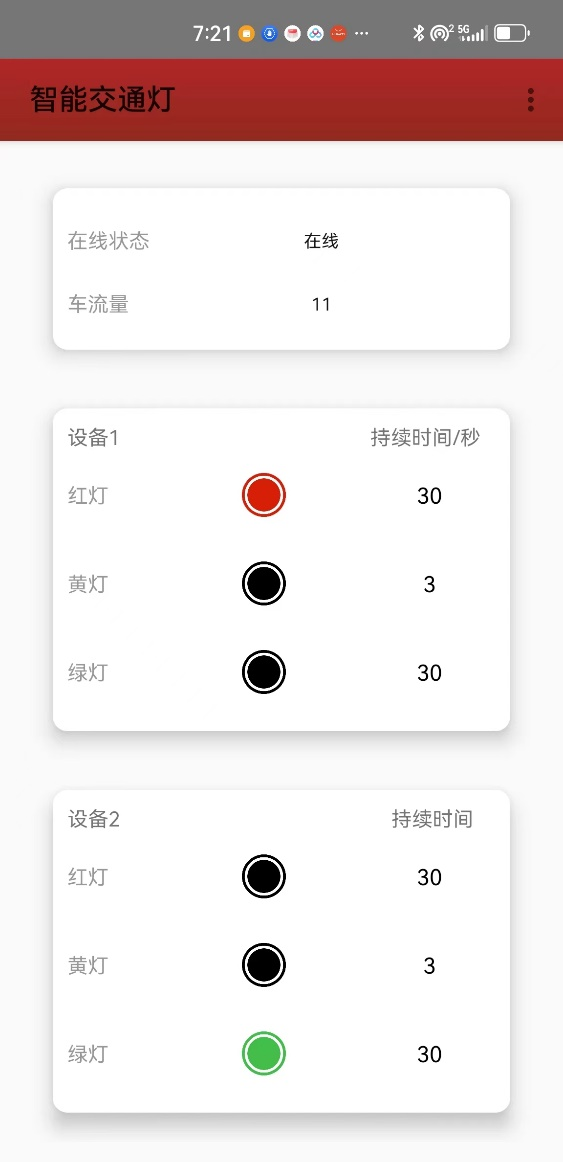 7:21 2 5G
智能交通灯
在线状态 在线
车流量 11
设备1 持续时间/秒
红灯 30
黄灯 3
绿灯 30
设备2 持续时间
红灯 30
黄灯 3
绿灯 30